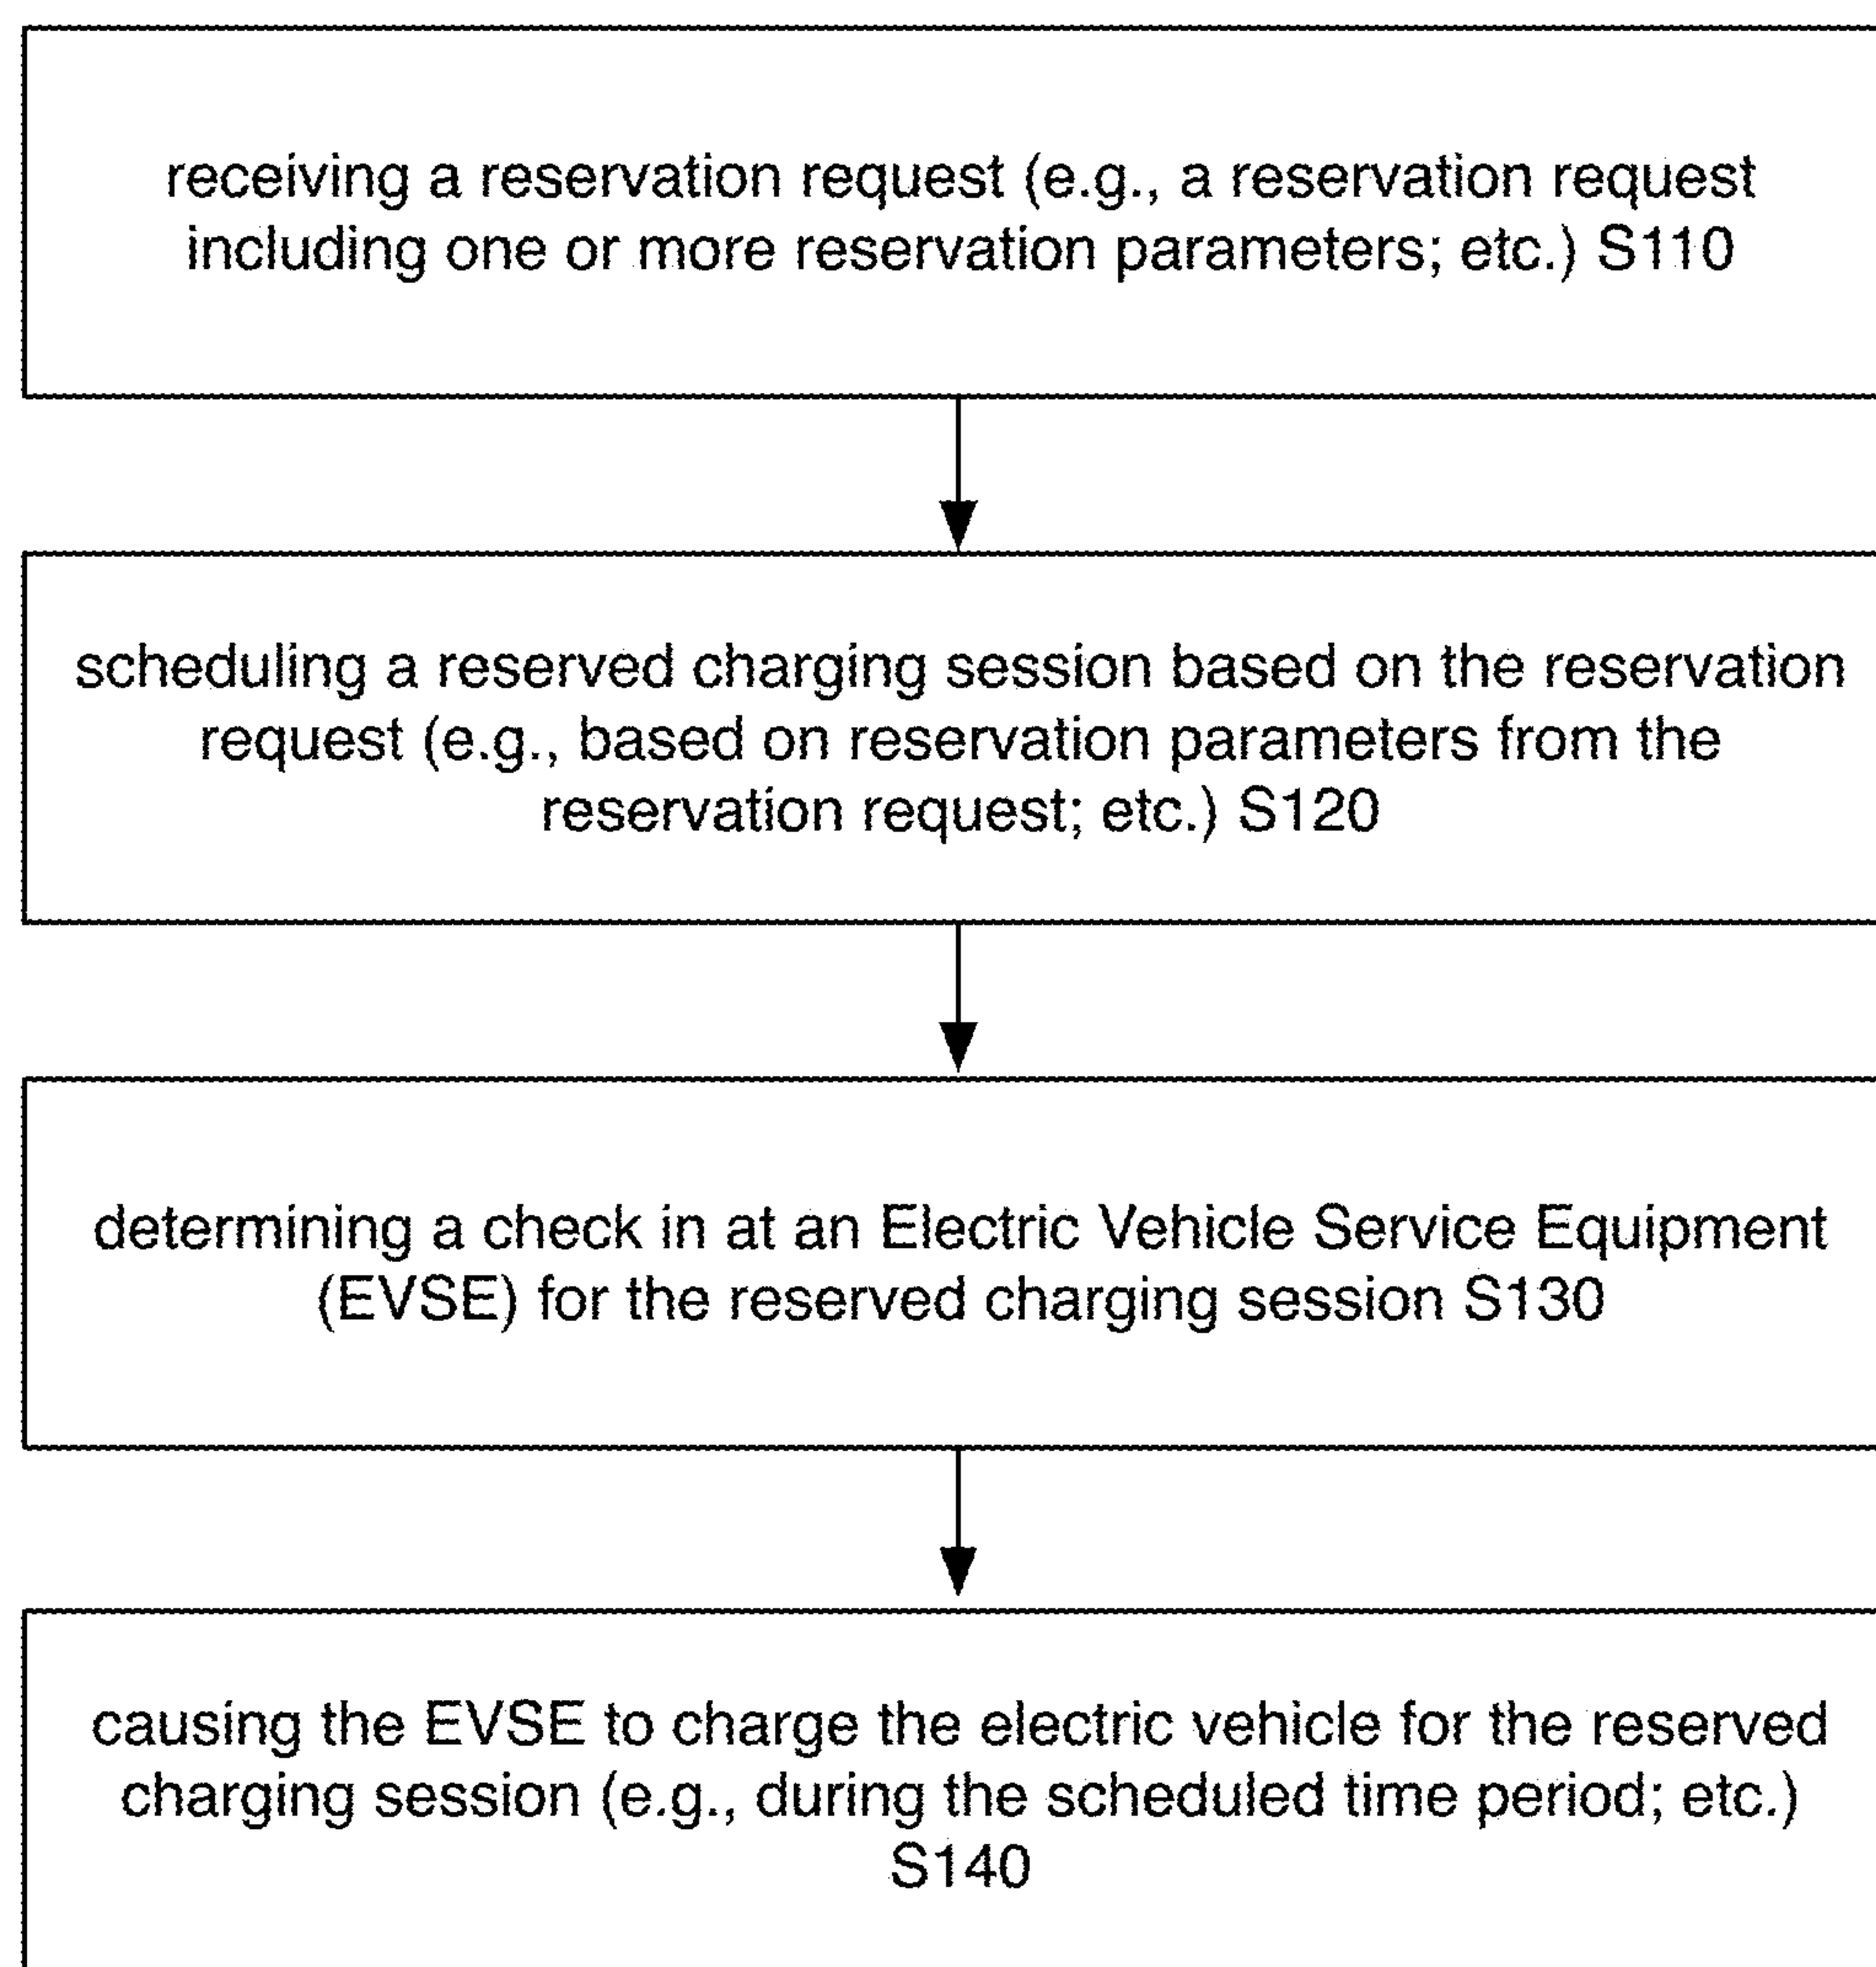 receiving a reservation request (e.g., a reservation request
including one or more reservation parameters; etc.) S110
scheduling a reserved charging session based on the reservation
request (e.g., based on reservation parameters from the
reservation request; etc.) S120
determining a check in at an Electric Vehicle Service Equipment
(EVSE) for the reserved charging session S130
causing the EVSE to charge the electric vehicle for the reserved
charging session (e.g., during the scheduled time period; etc.)
S140